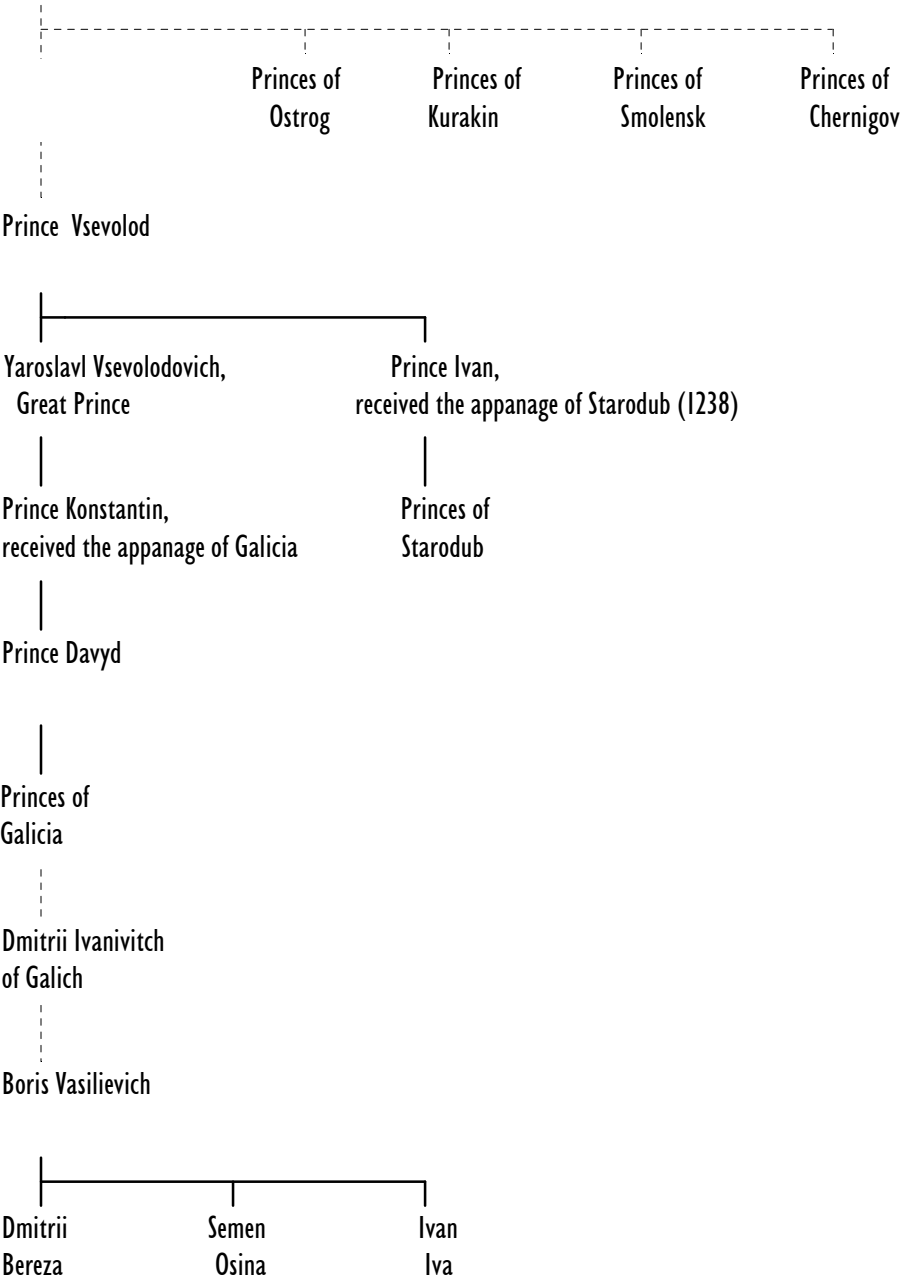 Princes of
Ostrog
Princes of
Kurakin
Princes of
Smolensk
Princes of
Chernigov
Prince Vsevolod
Yaroslavl Vsevolodovich,
Great Prince
Prince Ivan,
received the appanage of Starodub (1238)
Prince Konstantin,
received the appanage of Galicia
Princes of
Starodub
Prince Davyd
Princes of
Galicia
Dmitrii Ivanivitch
of Galich
Boris Vasilievich
Dmitrii
Bereza
Semen
Osina
Ivan
Iva